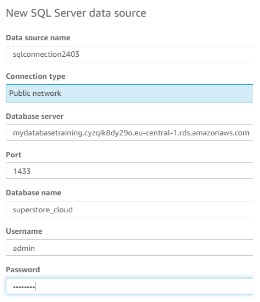 New SQL Server data source
Data source name
sqlconnection2403
Connection type
Public network
Database server
mydatabasetraining.cyzqik8dy29o.eu-central-1.rds.amazonaws.com
Port
1433
Database name
superstore_cloud
Username
admin
Password
••••••••